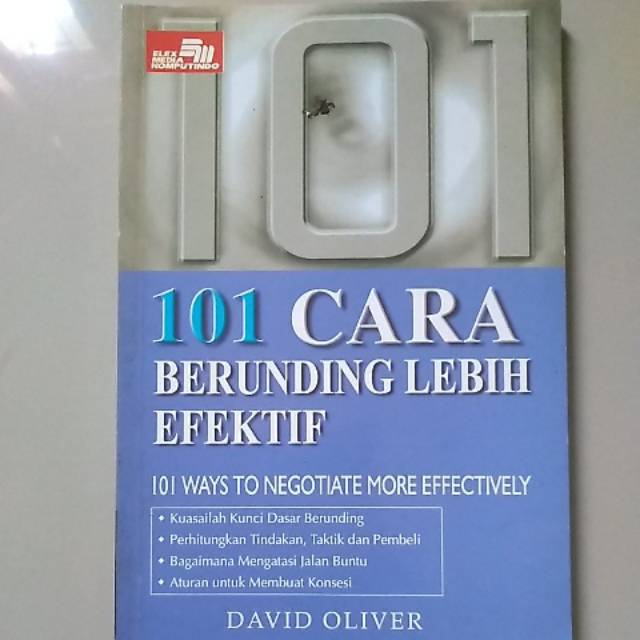 ELEX
MEDIA
KOMPUTINDO
101
101 CARA
BERUNDING LEBIH
EFEKTIF
101 WAYS TO NEGOTIATE MORE EFFECTIVELY
• Kuasailah Kunci Dasar Berunding
• Perhitungkan Tindakan, Taktik dan Pembeli
• Bagaimana Mengatasi Jalan Buntu
• Aturan untuk Membuat Konsesi
DAVID OLIVER